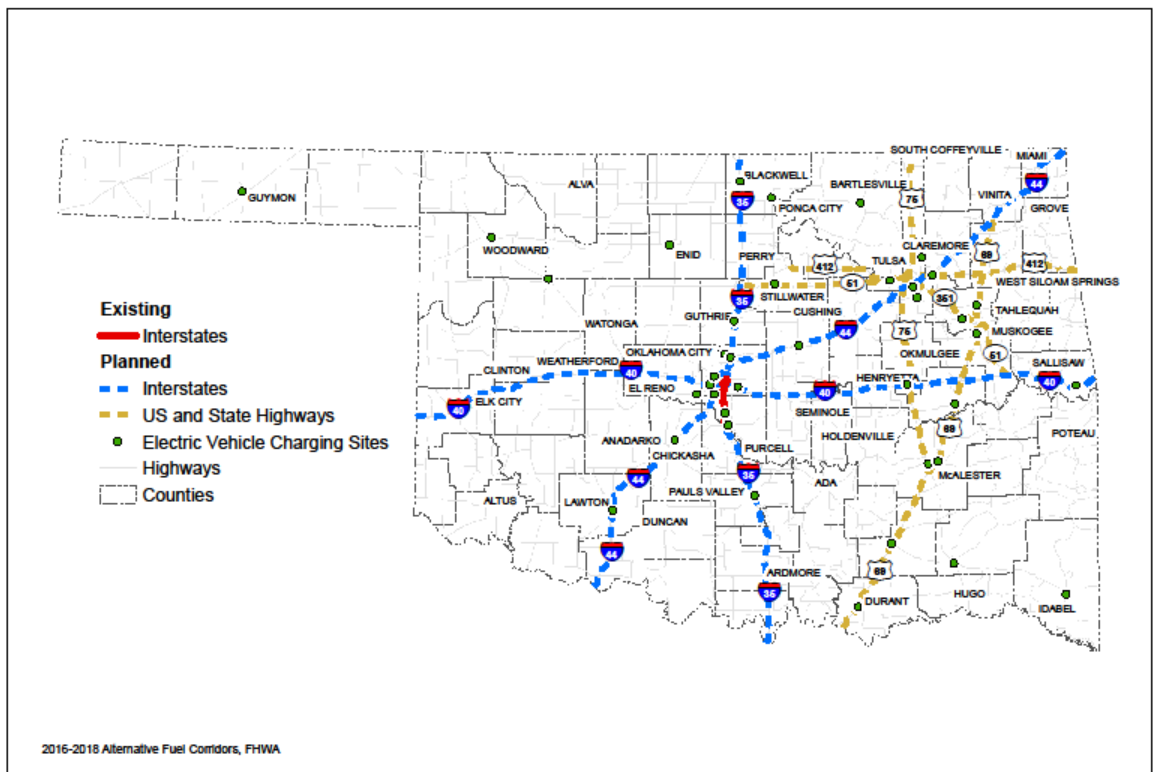 SOUTH COFFEYVILLE
MIAMI
44
BLACKWELL
ALVA
BARTLESVILLE
VINITA
GUYMON
35
75
PONCA CITY
GROVE
WOODWARD
ENID
PERRY
CLAREMORE
69
412
TULSA
412
51
WEST SILOAM SPRINGS
35
STILLWATER
351
Existing
Interstates
GUTHRIE
CUSHING
TAHLEQUAH
WATONGA
44
75
MUSKOGEE
Planned
OKLAHOMA CITY
OKMULGEE
51
WEATHERFORD
SALLISAW
Interstates
CLINTON
40
EL RENO
HENRYETTA
40
40
ELK CITY
40
SEMINOLE
US and State Highways
Electric Vehicle Charging Sites
ANADARKO
HOLDENVILLE
69
POTEAU
CHICKASHA
PURCELL
Highways
44
35
McALESTER
Counties
ALTUS
LAWTON
PAULS VALLEY
ADA
DUNCAN
44
ARDMORE
69
35
DURANT
HUGO
IDABEL
2016-2018 Alternative Fuel Corridors, FHWA